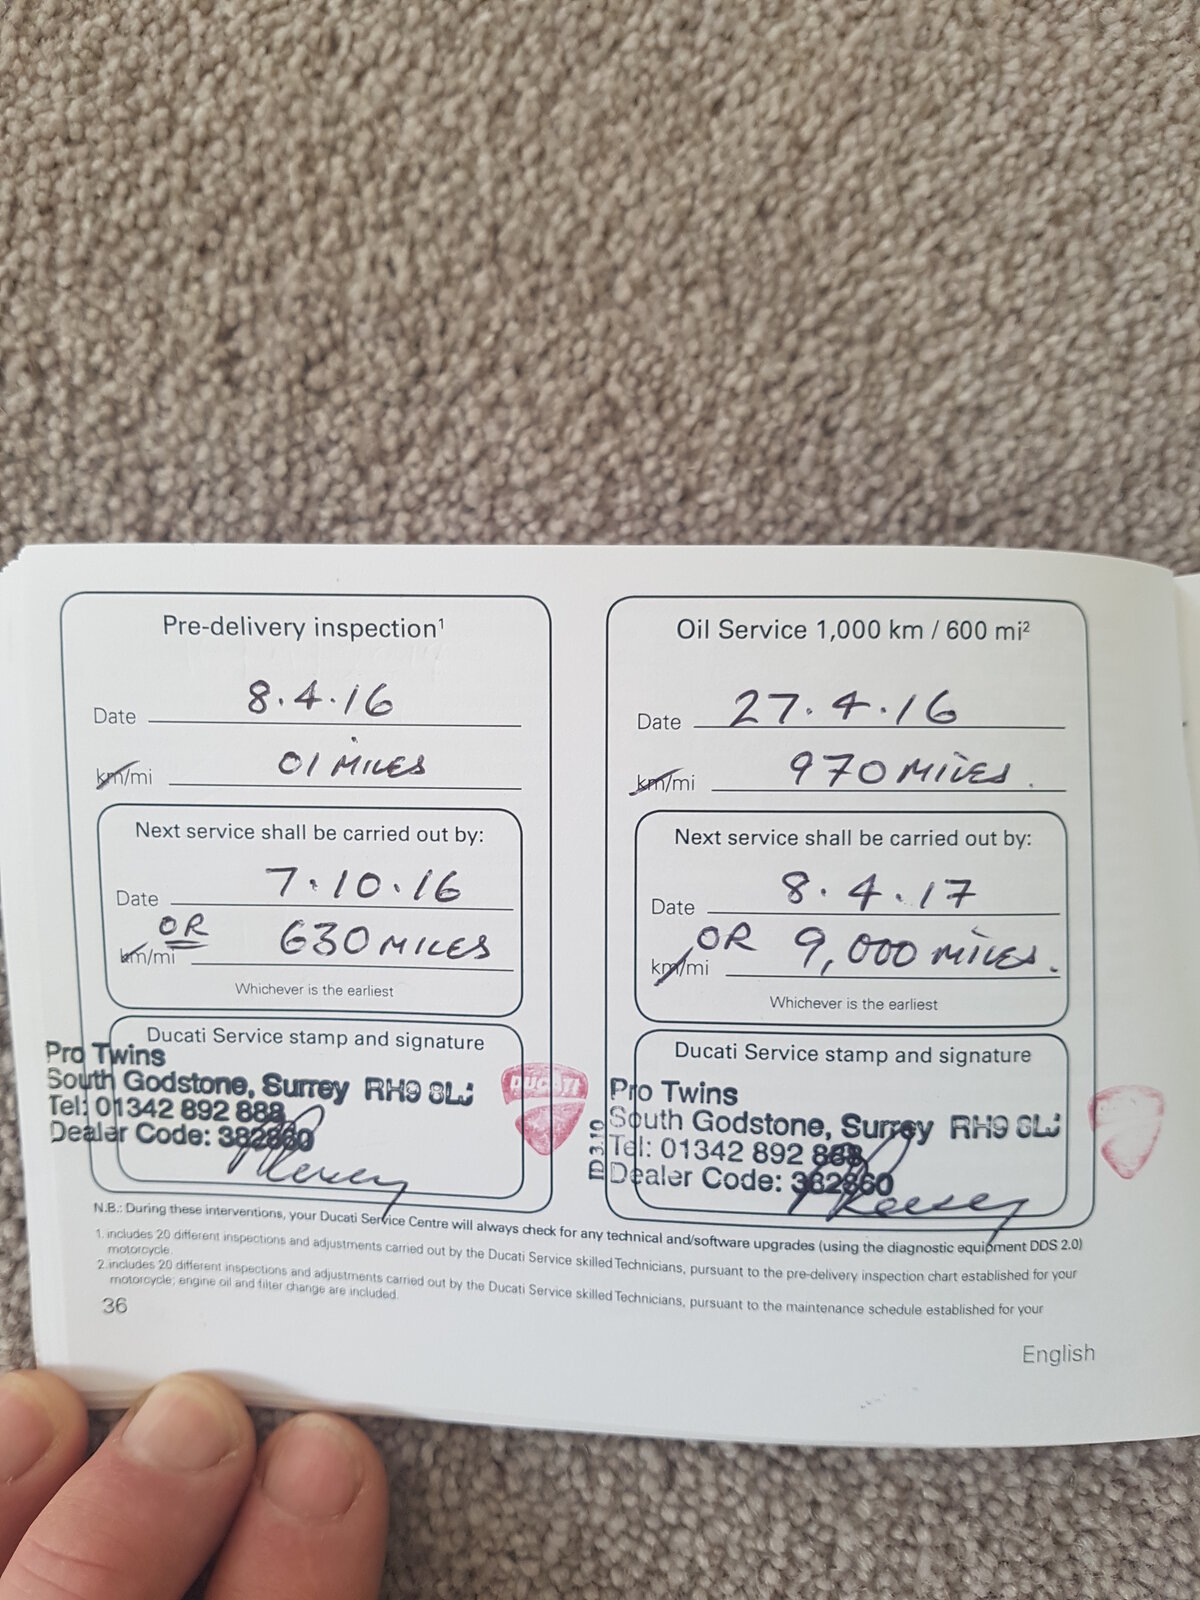 Pre-delivery inspection1
Date 8.4.16
km/mi 01 MILES
Next service shall be carried out by:
Date 7.10.16
OR
km/mi 630 MILES
Whichever is the earliest
Ducati Service stamp and signature
Pro Twins
South Godstone, Surrey RH9 8LJ
Tel: 01342 892 888
Dealer Code: 382860
DUCATI
Oil Service 1,000 km / 600 mi2
Date 27.4.16
km/mi 970 MILES.
Next service shall be carried out by:
Date 8.4.17
OR
km/mi 9,000 MILES.
Whichever is the earliest
Ducati Service stamp and signature
Pro Twins
South Godstone, Surrey RH9 8LJ
Tel: 01342 892 888
Dealer Code: 382860
N.B.: During these interventions, your Ducati Service Centre will always check for any technical and/software upgrades (using the diagnostic equipment DDS 2.0)
1. includes 20 different inspections and adjustments carried out by the Ducati Service skilled Technicians, pursuant to the pre-delivery inspection chart established for your
motorcycle.
2. includes 20 different inspections and adjustments carried out by the Ducati Service skilled Technicians, pursuant to the maintenance schedule established for your
motorcycle; engine oil and filter change are included.
36
English